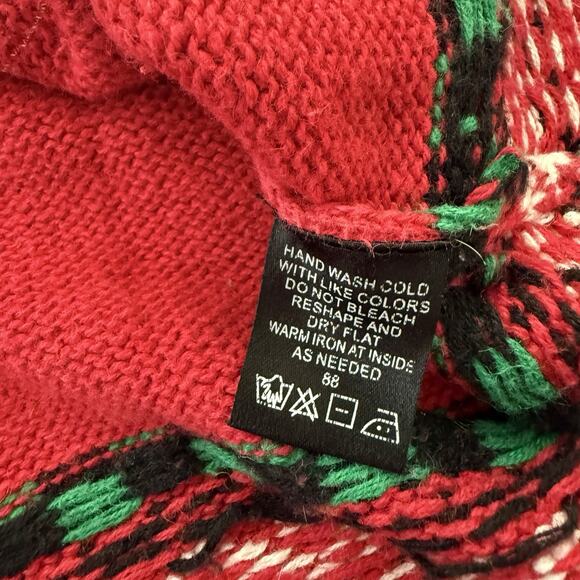 HAND WASH COLD
WITH LIKE COLORS
DO NOT BLEACH
RESHAPE AND
DRY FLAT
WARM IRON AT INSIDE
AS NEEDED
88